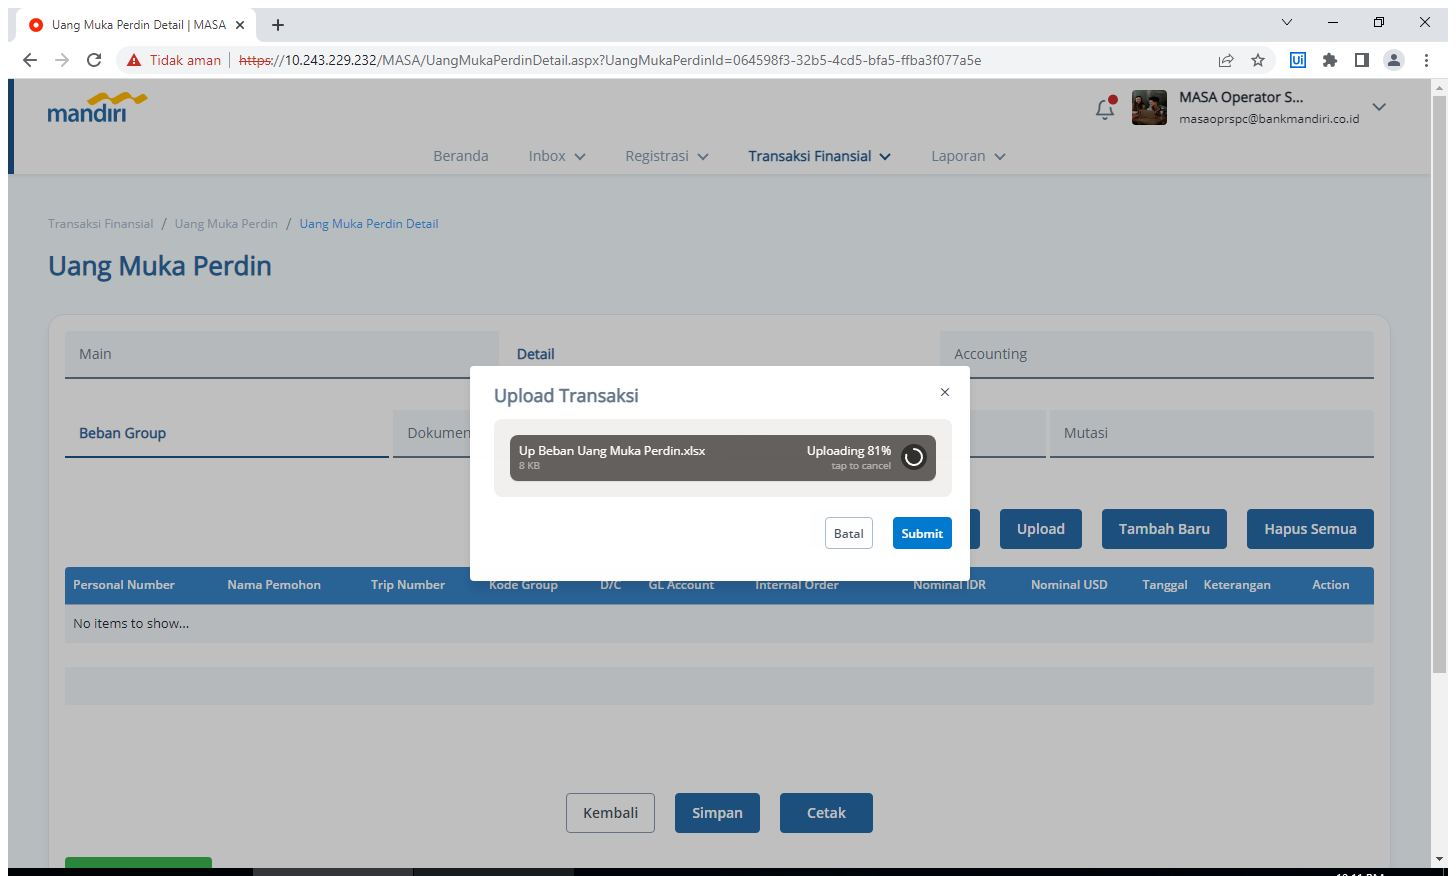 Uang Muka Perdin Detail | MASA
Tidak aman
https://10.243.229.232/MASA/UangMukaPerdinDetail.aspx?UangMukaPerdinId=064598f3-32b5-4cd5-bfa5-ffba3f077a5e
Ui
mandiri
MASA Operator S...
masaoprspc@bankmandiri.co.id
Beranda
Inbox
Registrasi
Transaksi Finansial
Laporan
Transaksi Finansial / Uang Muka Perdin / Uang Muka Perdin Detail
Uang Muka Perdin
Main
Detail
Accounting
Upload Transaksi
Beban Group
Dokumen
Mutasi
Up Beban Uang Muka Perdin.xlsx
8 KB
Uploading 81%
tap to cancel
Batal
Submit
Upload
Tambah Baru
Hapus Semua
Personal Number
Nama Pemohon
Trip Number
Kode Group
D/C
GL Account
Internal Order
Nominal IDR
Nominal USD
Tanggal
Keterangan
Action
No items to show...
Kembali
Simpan
Cetak